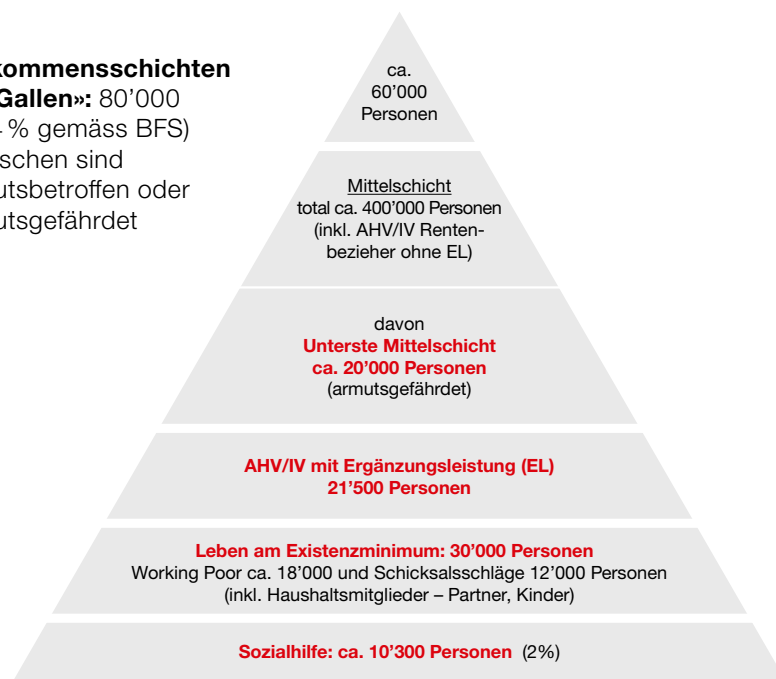 kommensschichten
Gallen»: 80’000
% gemäss BFS)
schen sind
utsbetroffen oder
utsgefährdet
ca.
60’000
Personen
Mittelschicht
total ca. 400’000 Personen
(inkl. AHV/IV Renten-
bezieher ohne EL)
davon
Unterste Mittelschicht
ca. 20’000 Personen
(armutsgefährdet)
AHV/IV mit Ergänzungsleistung (EL)
21’500 Personen
Leben am Existenzminimum: 30’000 Personen
Working Poor ca. 18’000 und Schicksalsschläge 12’000 Personen
(inkl. Haushaltsmitglieder – Partner, Kinder)
Sozialhilfe: ca. 10’300 Personen (2%)